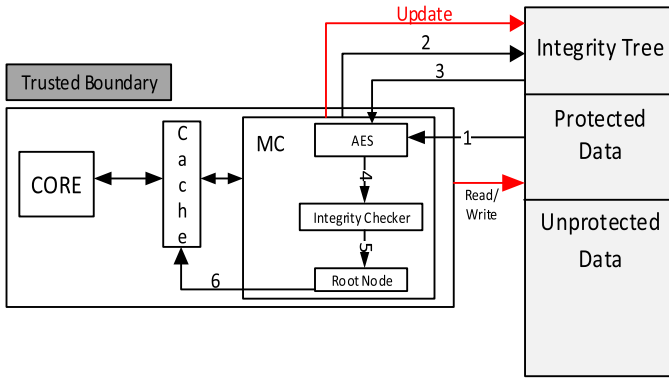 Update
2
3
Integrity Tree
Trusted Boundary
Protected
Data
MC
AES
1
Cache
CORE
4
Read/
Write
Integrity Checker
Unprotected
Data
5
6
Root Node